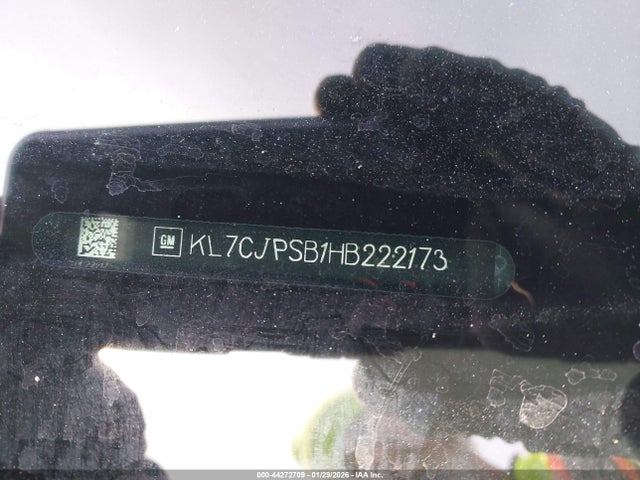 GM KL7CJPSB1HB222173
000-44272709 - 01/29/2026 - IAA Inc.